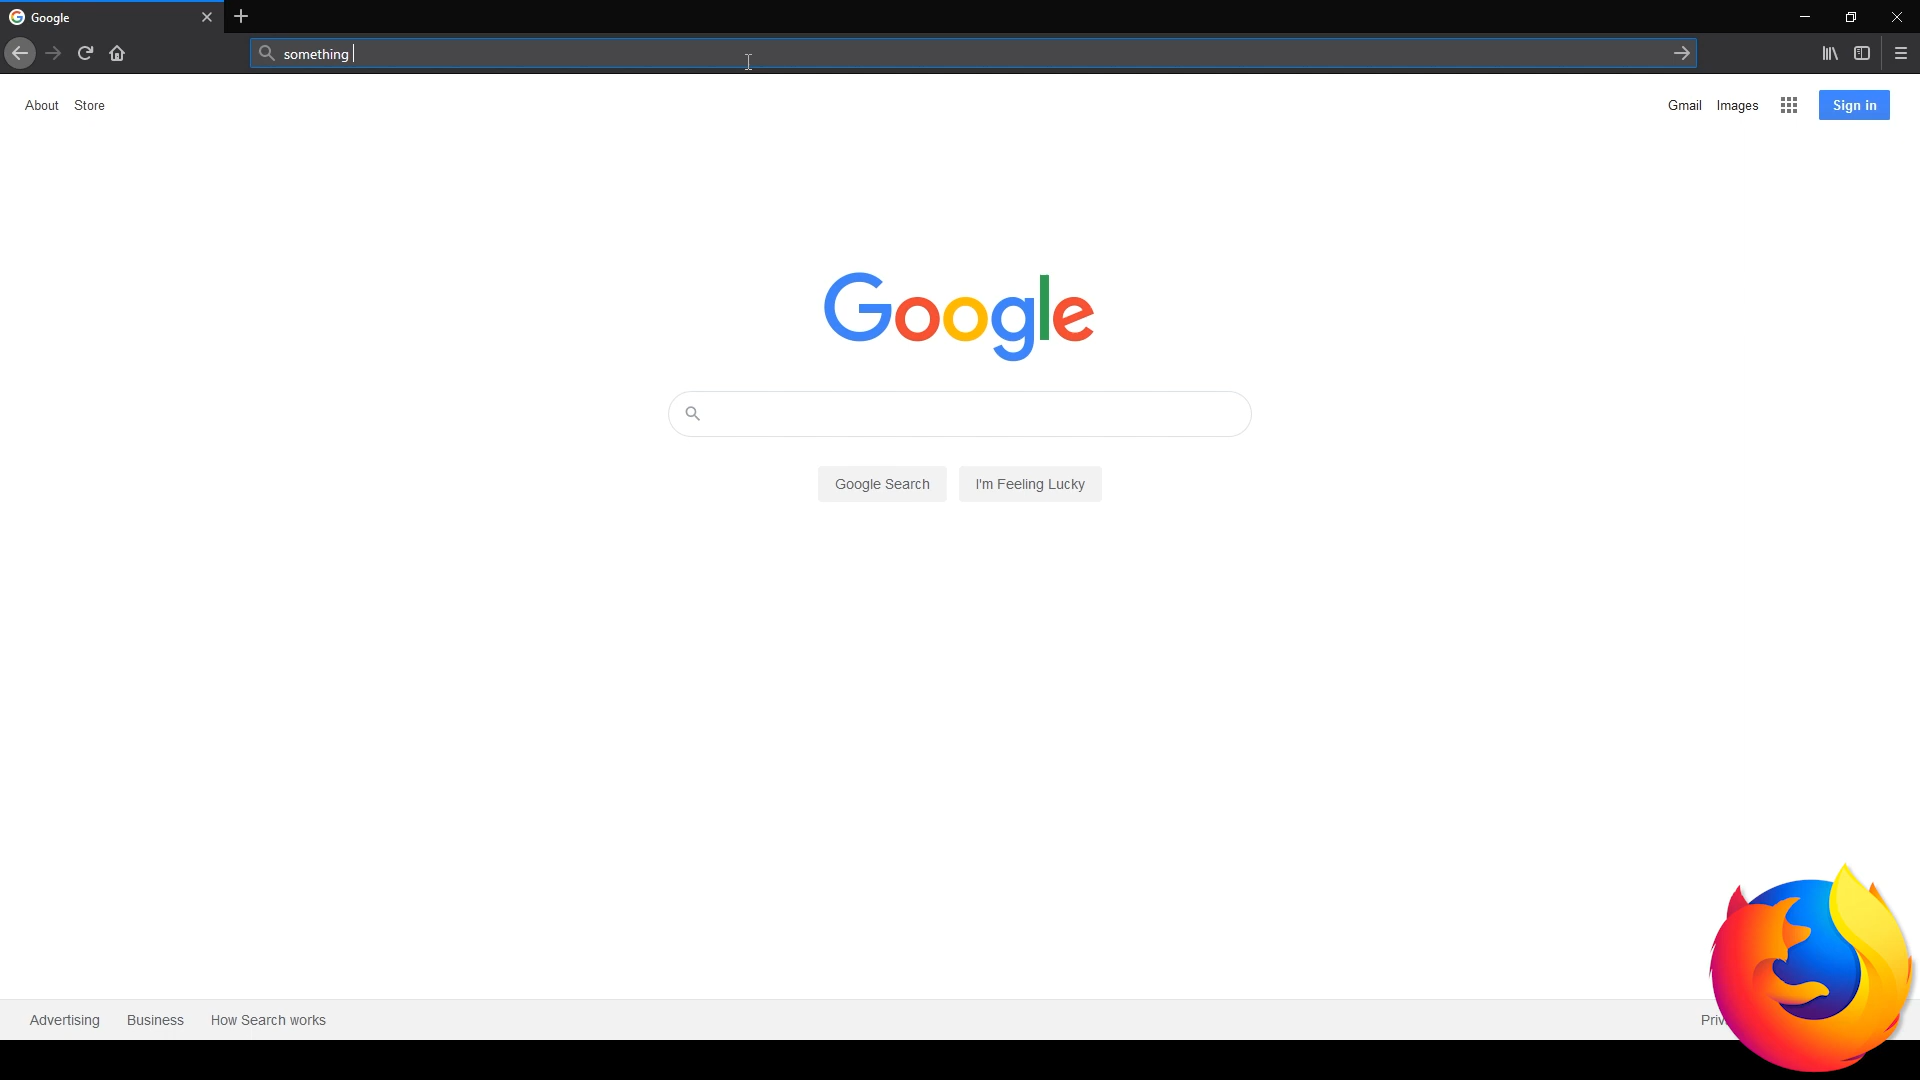 Google
something
About Store
Gmail Images Sign in
Google
Google Search I'm Feeling Lucky
Advertising Business How Search works